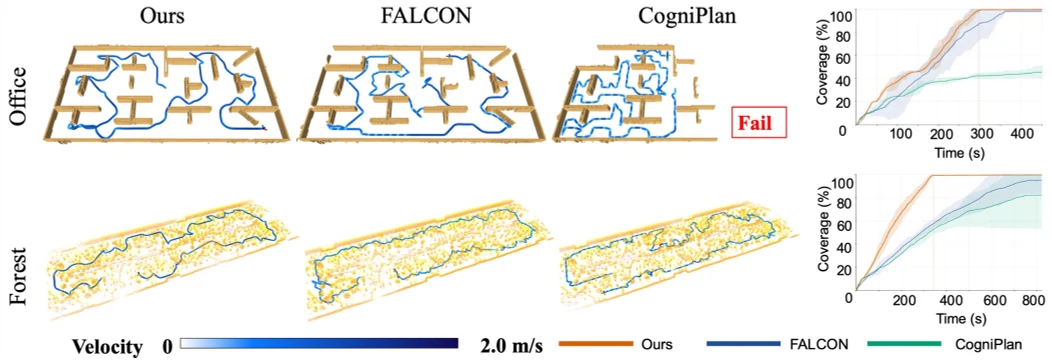 Ours FALCON CogniPlan
Office
Fail
Coverage (%)
100
80
60
40
20
0
100 200 300 400
Time (s)
Forest
Coverage (%)
100
80
60
40
20
0
200 400 600 800
Time (s)
Velocity 0 2.0 m/s Ours FALCON CogniPlan